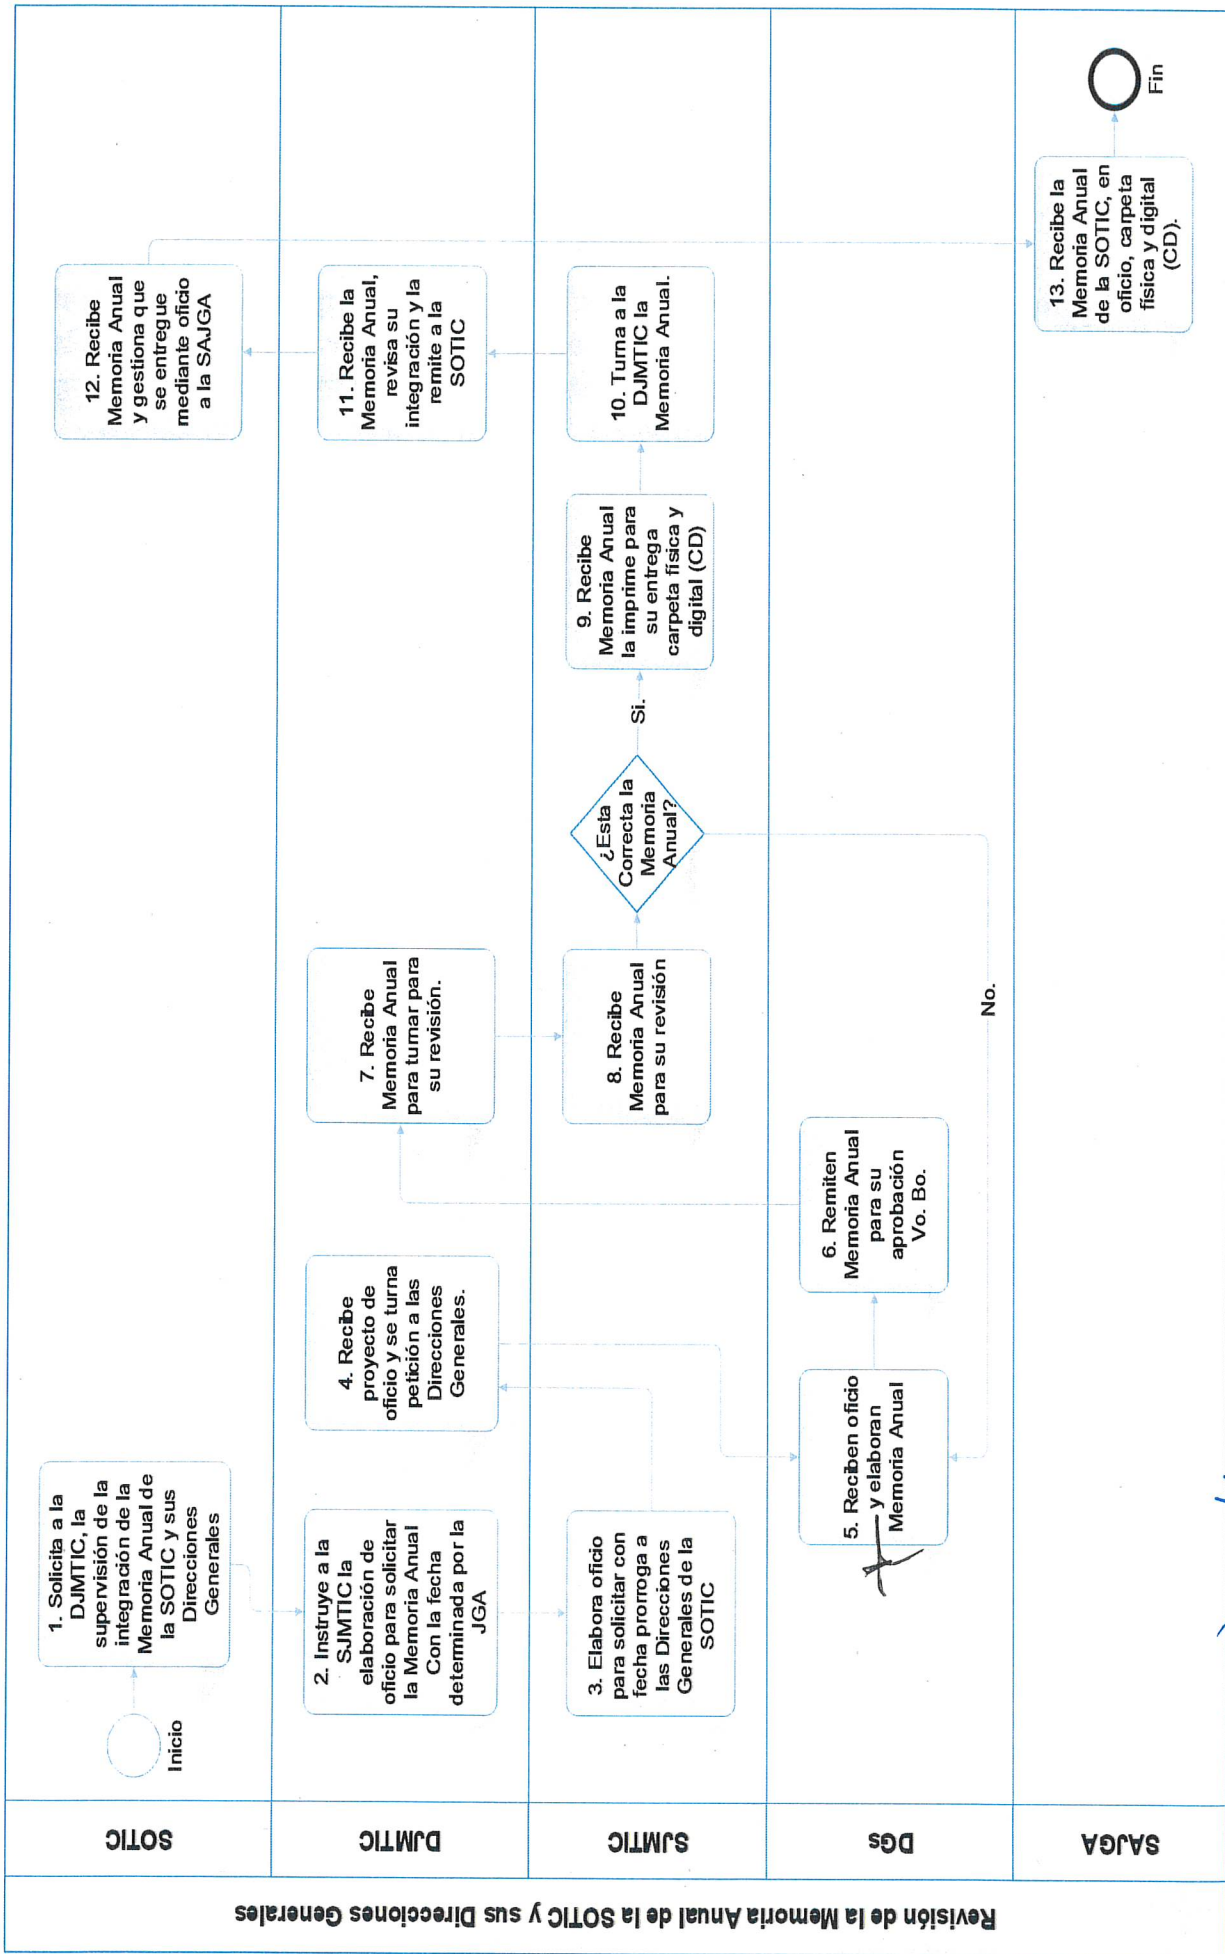 Revisión de la Memoria Anual de la SOTIC y sus Direcciones Generales
SOTIC
Inicio
1. Solicita a la
DJMTIC, la
supervisión de la
integración de la
Memoria Anual de
la SOTIC y sus
Direcciones
Generales
12. Recibe
Memoria Anual
y gestiona que
se entregue
mediante oficio
a la SAJGA
DJMTIC
2. Instruye a la
SJMTIC la
elaboración de
oficio para solicitar
la Memoria Anual
Con la fecha
determinada por la
JGA
4. Recibe
proyecto de
oficio y se turna
petición a las
Direcciones
Generales.
7. Recibe
Memoria Anual
para turnar para
su revisión.
11. Recibe la
Memoria Anual,
revisa su
integración y la
remite a la
SOTIC
SJMTIC
3. Elabora oficio
para solicitar con
fecha prorroga a
las Direcciones
Generales de la
SOTIC
8. Recibe
Memoria Anual
para su revisión
¿Esta
Correcta la
Memoria
Anual?
Si.
9. Recibe
Memoria Anual
la imprime para
su entrega
carpeta física y
digital (CD)
10. Turna a la
DJMTIC la
Memoria Anual.
DGs
5. Reciben oficio
y elaboran
Memoria Anual
6. Remiten
Memoria Anual
para su
aprobación
Vo. Bo.
No.
SAJGA
13. Recibe la
Memoria Anual
de la SOTIC, en
oficio, carpeta
física y digital
(CD).
Fin